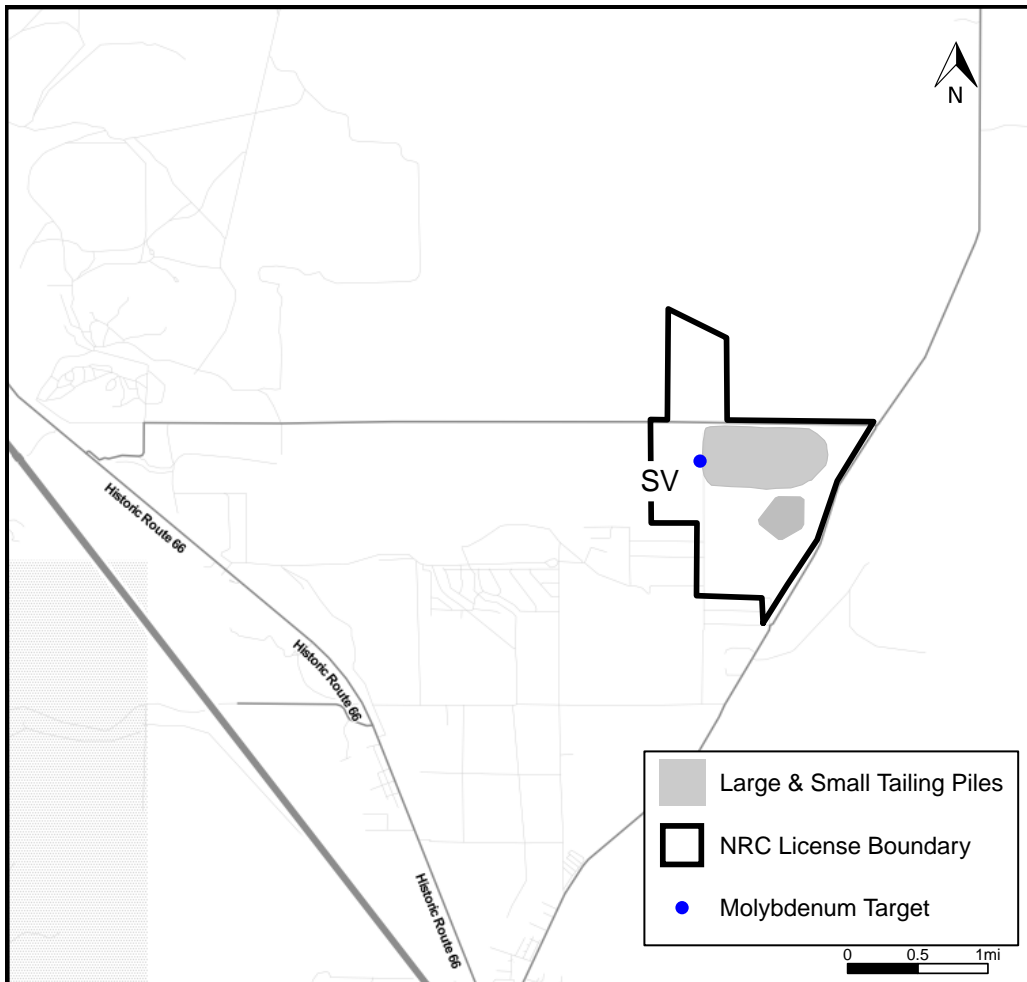 N
SV
Historic Route 66
Historic Route 66
Historic Route 66
Large & Small Tailing Piles
NRC License Boundary
Molybdenum Target
0 0.5 1mi